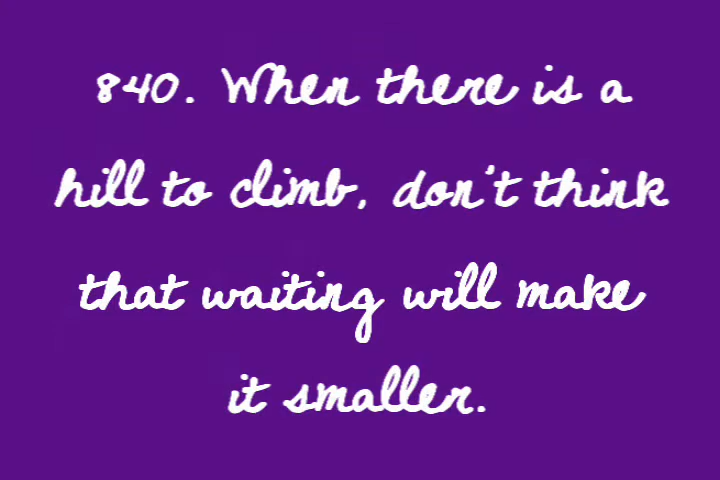 840. When there is a
hill to climb, don't think
that waiting will make
it smaller.